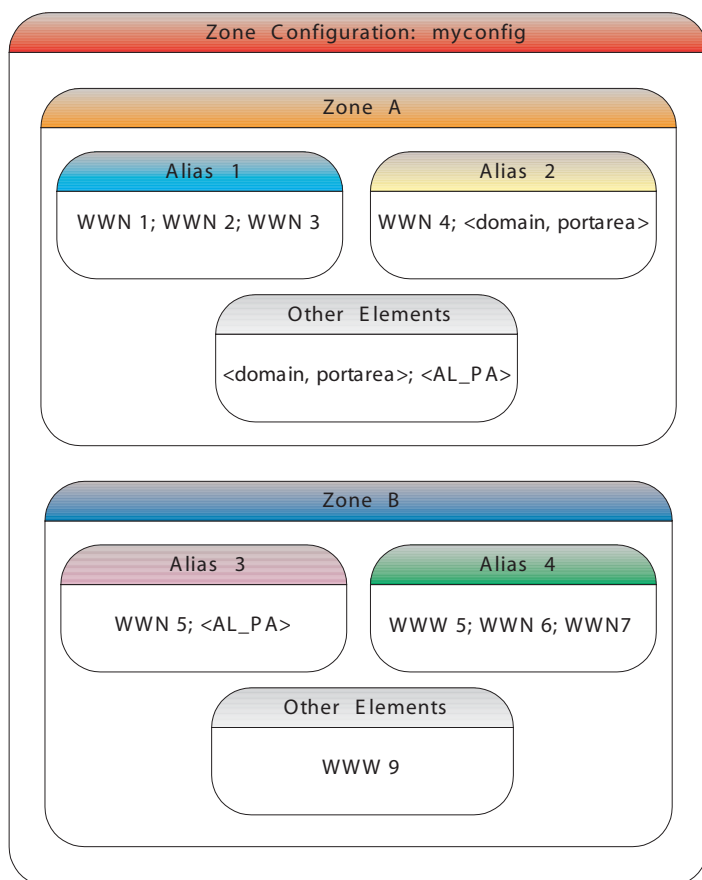 Zone Configuration: myconfig
Zone A
Alias 1
WWN 1; WWN 2; WWN 3
Alias 2
WWN 4; <domain, portarea>
Other Elements
<domain, portarea>; <AL_PA>
Zone B
Alias 3
WWN 5; <AL_PA>
Alias 4
WWW 5; WWN 6; WWN7
Other Elements
WWW 9